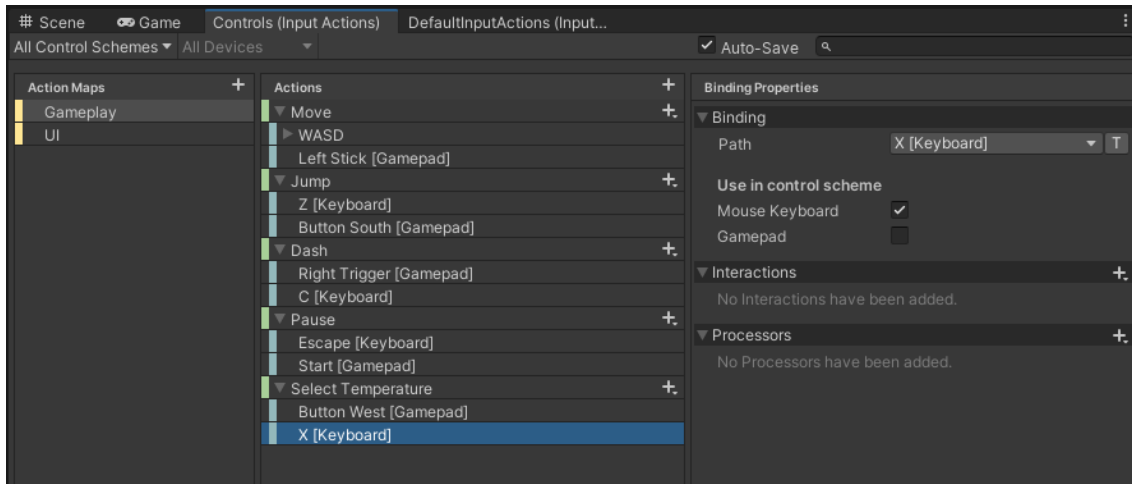 Scene Game Controls (Input Actions) DefaultInputActions (Input...
All Control Schemes All Devices Auto-Save
Action Maps +
Gameplay
UI
Actions +
Move +
WASD
Left Stick [Gamepad]
Jump +
Z [Keyboard]
Button South [Gamepad]
Dash +
Right Trigger [Gamepad]
C [Keyboard]
Pause +
Escape [Keyboard]
Start [Gamepad]
Select Temperature +
Button West [Gamepad]
X [Keyboard]
Binding Properties
Binding
Path X [Keyboard] T
Use in control scheme
Mouse Keyboard
Gamepad
Interactions +
No Interactions have been added.
Processors +
No Processors have been added.